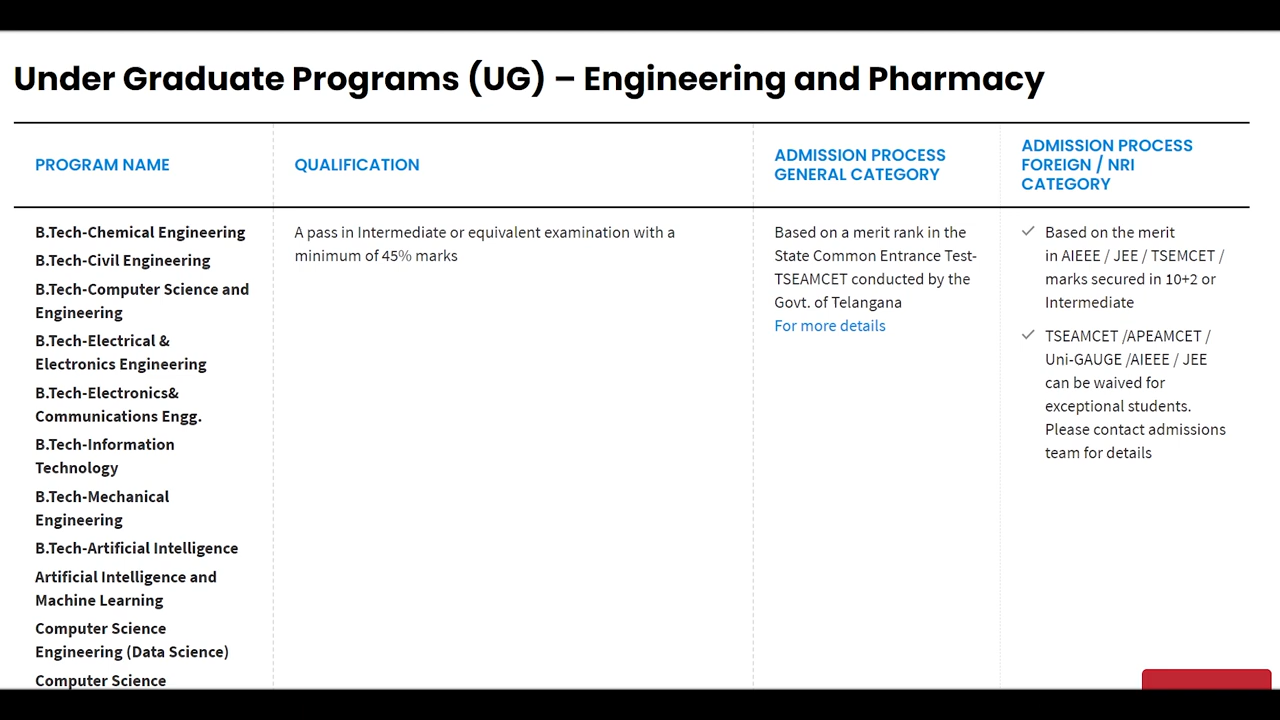 Under Graduate Programs (UG) – Engineering and Pharmacy
PROGRAM NAME
QUALIFICATION
ADMISSION PROCESS
GENERAL CATEGORY
ADMISSION PROCESS
FOREIGN / NRI
CATEGORY
B.Tech-Chemical Engineering
B.Tech-Civil Engineering
B.Tech-Computer Science and
Engineering
B.Tech-Electrical &
Electronics Engineering
B.Tech-Electronics&
Communications Engg.
B.Tech-Information
Technology
B.Tech-Mechanical
Engineering
B.Tech-Artificial Intelligence
Artificial Intelligence and
Machine Learning
Computer Science
Engineering (Data Science)
Computer Science
A pass in Intermediate or equivalent examination with a
minimum of 45% marks
Based on a merit rank in the
State Common Entrance Test-
TSEAMCET conducted by the
Govt. of Telangana
For more details
Based on the merit
in AIEEE / JEE / TSEMCET /
marks secured in 10+2 or
Intermediate
TSEAMCET /APEAMCET /
Uni-GAUGE /AIEEE / JEE
can be waived for
exceptional students.
Please contact admissions
team for details